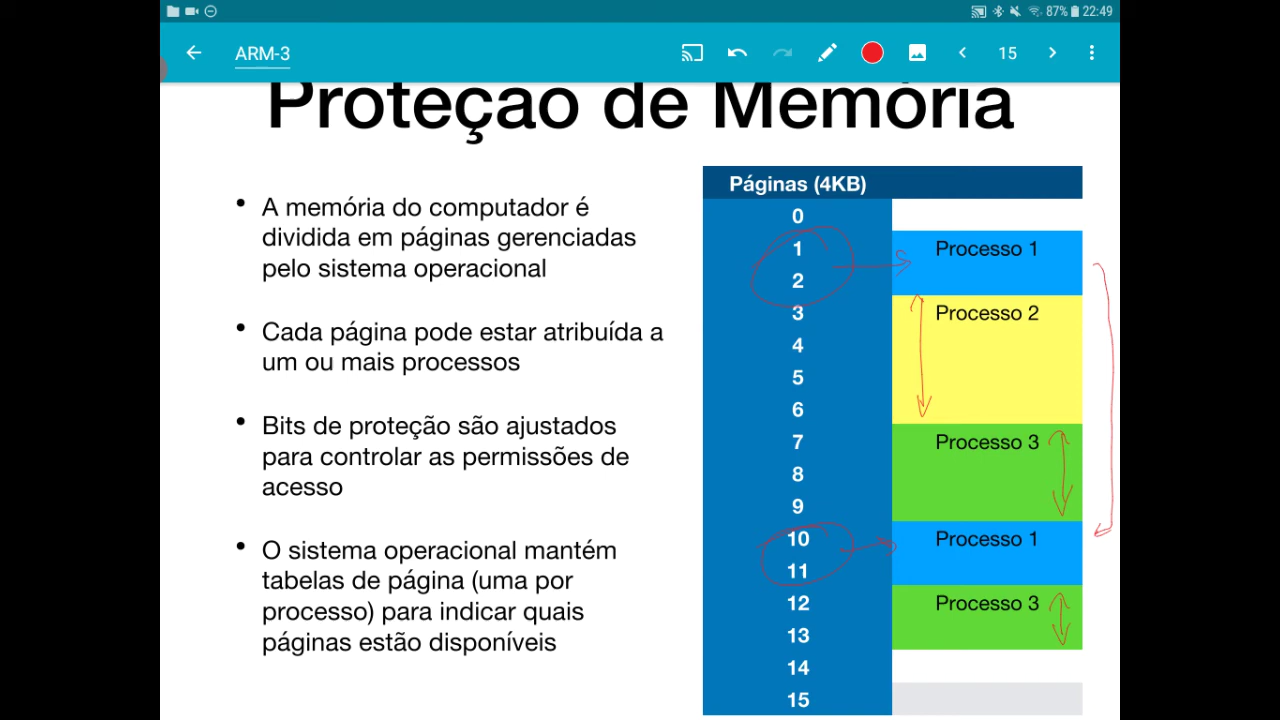 87% 22:49
ARM-3
15
Proteção de Memória
• A memória do computador é
dividida em páginas gerenciadas
pelo sistema operacional
• Cada página pode estar atribuída a
um ou mais processos
• Bits de proteção são ajustados
para controlar as permissões de
acesso
• O sistema operacional mantém
tabelas de página (uma por
processo) para indicar quais
páginas estão disponíveis
Páginas (4KB)
0
1 Processo 1
2
3 Processo 2
4
5
6
7 Processo 3
8
9
10 Processo 1
11
12 Processo 3
13
14
15